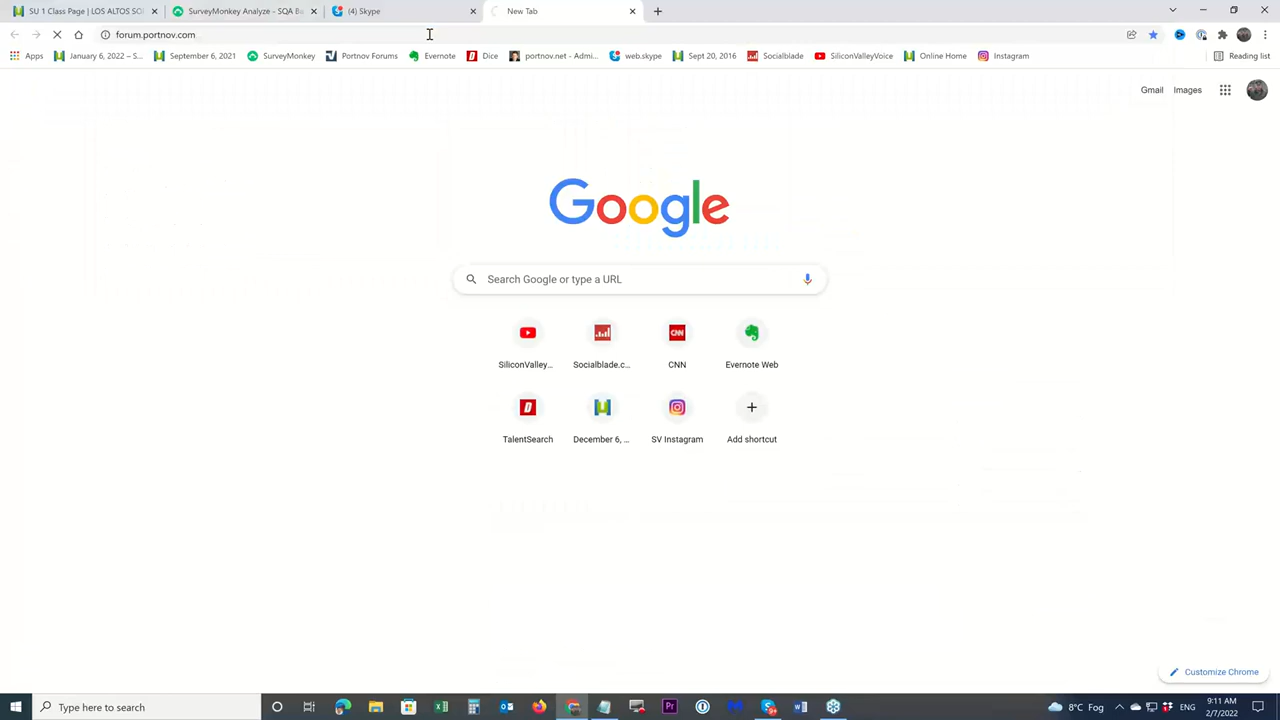 SU 1 Class Page | LOS ALTOS SOF
SurveyMonkey Analyze - SQA Ba
(4) Skype
New Tab
forum.portnov.com
Apps
January 6, 2022 – S...
September 6, 2021
SurveyMonkey
Portnov Forums
Evernote
Dice
portnov.net - Admi...
web.skype
Sept 20, 2016
Socialblade
SiliconValleyVoice
Online Home
Instagram
Reading list
Gmail
Images
Google
Search Google or type a URL
SiliconValley...
Socialblade.c...
CNN
Evernote Web
TalentSearch
December 6, ...
SV Instagram
Add shortcut
Customize Chrome
Type here to search
8°C Fog
ENG
9:11 AM
2/7/2022